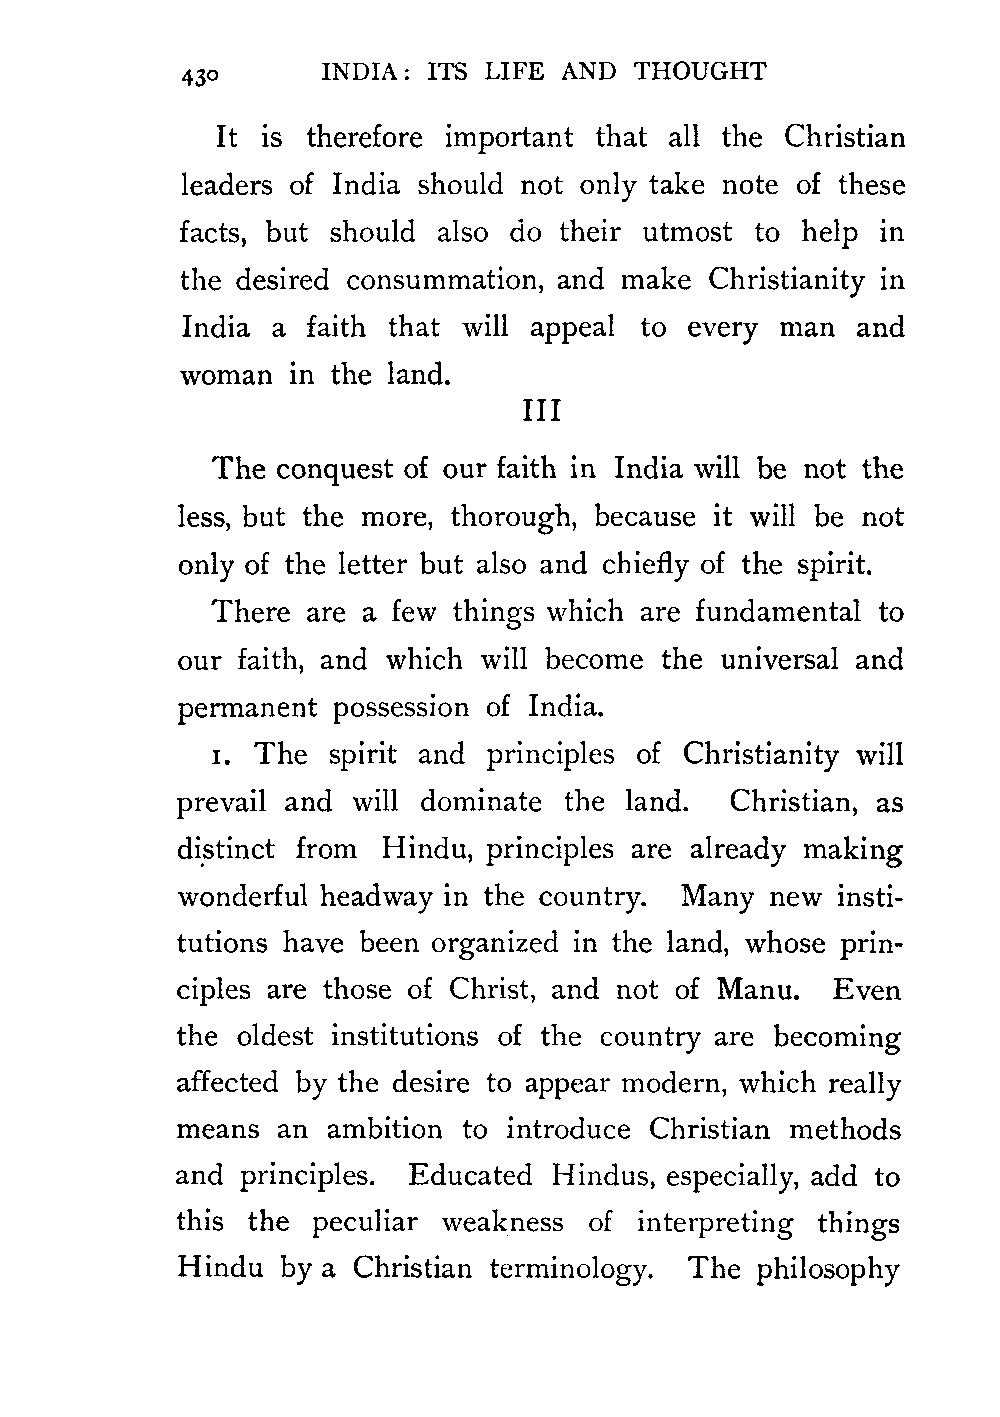 430 INDIA: ITS LIFE AND THOUGHT
It is therefore important that all the Christian
leaders of India should not only take note of these
facts, but should also do their utmost to help in
the desired consummation, and make Christianity in
India a faith that will appeal to every man and
woman in the land.
III
The conquest of our faith in India will be not the
less, but the more, thorough, because it will be not
only of the letter but also and chiefly of the spirit.
There are a few things which are fundamental to
our faith, and which will become the universal and
permanent possession of India.
1. The spirit and principles of Christianity will
prevail and will dominate the land. Christian, as
distinct from Hindu, principles are already making
wonderful headway in the country. Many new insti-
tutions have been organized in the land, whose prin-
ciples are those of Christ, and not of Manu. Even
the oldest institutions of the country are becoming
affected by the desire to appear modern, which really
means an ambition to introduce Christian methods
and principles. Educated Hindus, especially, add to
this the peculiar weakness of interpreting things
Hindu by a Christian terminology. The philosophy